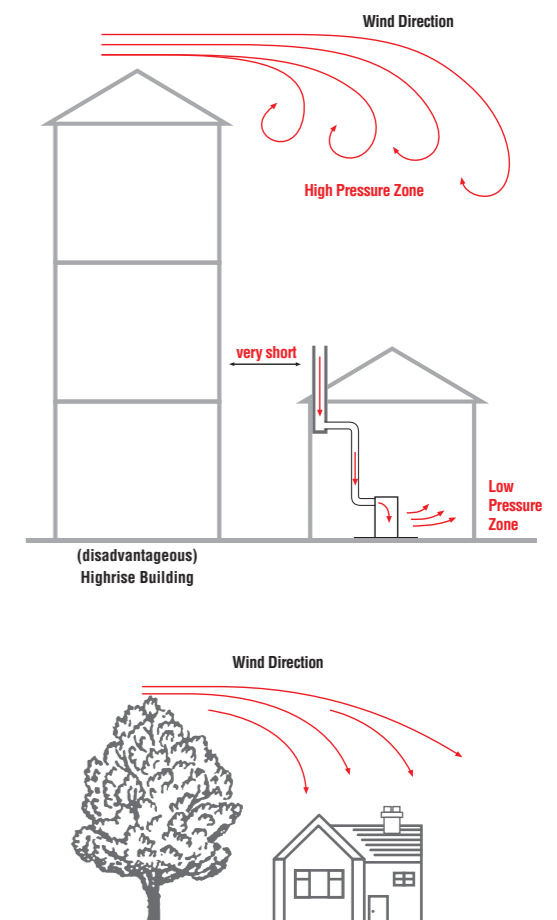 Wind Direction
High Pressure Zone
very short
Low
Pressure
Zone
(disadvantageous)
Highrise Building
Wind Direction